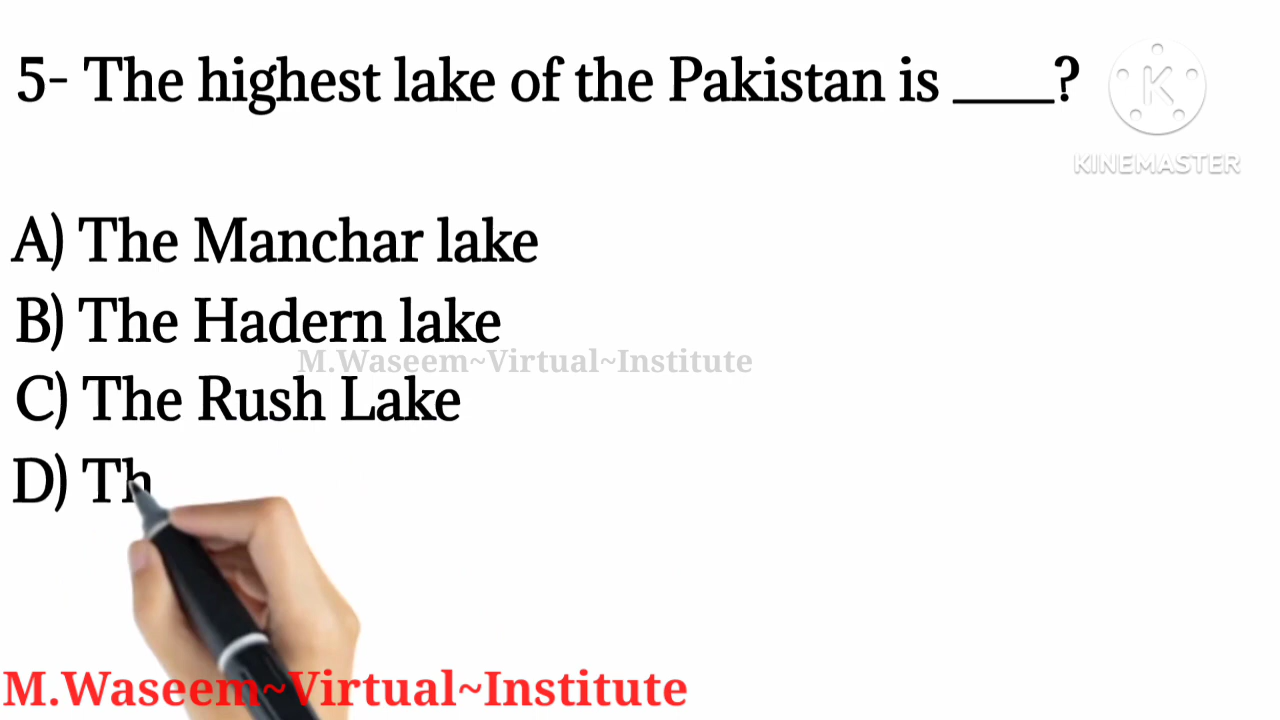 5- The highest lake of the Pakistan is ____?
KINEMASTER
A) The Manchar lake
B) The Hadern lake
M.Waseem~Virtual~Institute
C) The Rush Lake
D) Th
M.Waseem~Virtual~Institute